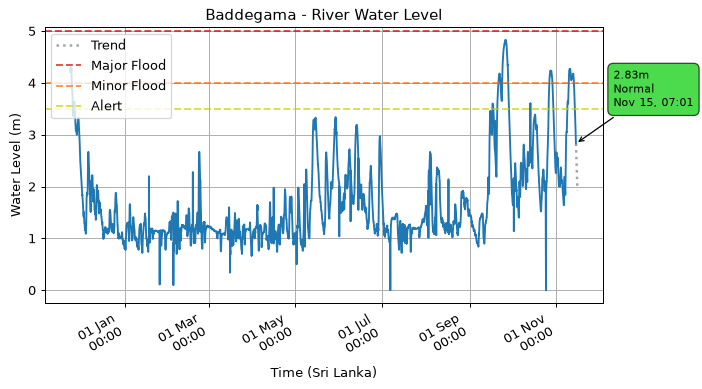 Baddegama - River Water Level
Trend
Major Flood
Minor Flood
Alert
2.83m
Normal
Nov 15, 07:01
Water Level (m)
5
4
3
2
1
0
01 Jan
00:00
01 Mar
00:00
01 May
00:00
01 Jul
00:00
01 Sep
00:00
01 Nov
00:00
Time (Sri Lanka)